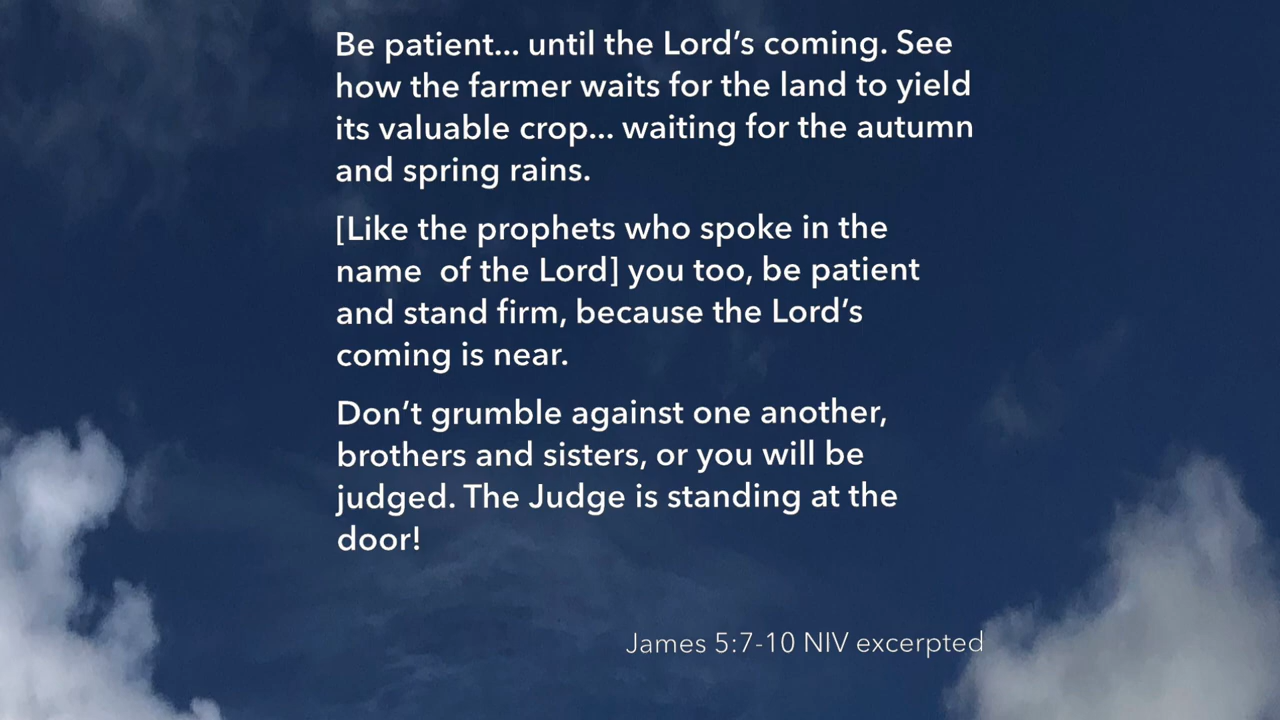 Be patient... until the Lord’s coming. See
how the farmer waits for the land to yield
its valuable crop... waiting for the autumn
and spring rains.
[Like the prophets who spoke in the
name  of the Lord] you too, be patient
and stand firm, because the Lord’s
coming is near.
Don’t grumble against one another,
brothers and sisters, or you will be
judged. The Judge is standing at the
door!
James 5:7-10 NIV excerpted